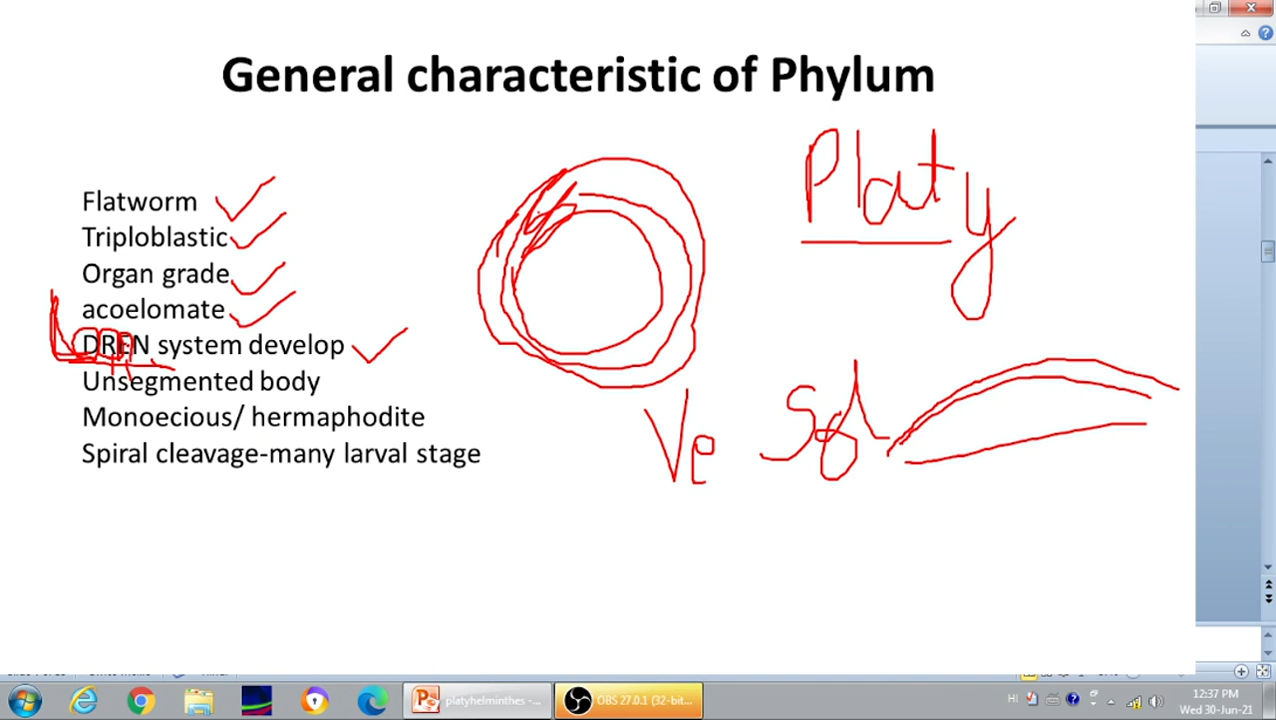 General characteristic of Phylum
Platy
Flatworm
Triploblastic
Organ grade
acoelomate
DREN system develop
Unsegmented body
Monoecious/ hermaphodite
Spiral cleavage-many larval stage
Ve
platyhelminthes -...
OBS 27.0.1 (32-bit...
HI
12:37 PM
Wed 30-Jun-21